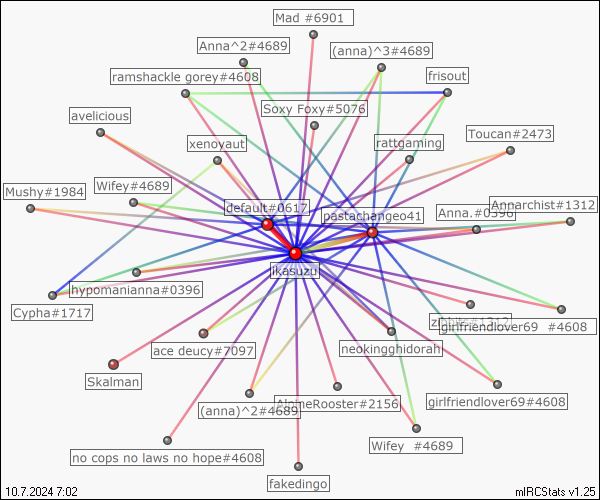 Mad #6901
Anna^2#4689
(anna)^3#4689
ramshackle gorey#4608
frisout
avelicious
Soxy Foxy#5076
xenoyaut
rattgaming
Toucan#2473
Mushy#1984
Wifey#4689
default#0617
pastachangeo41
Anna.#0396
Annarchist#1312
ikasuzu
hypomanianna#0396
Cypha#1717
girlfriendlover69 #4608
ace deucy#7097
neokingghidorah
Skalman
(anna)^2#4689
AlpineRooster#2156
girlfriendlover69#4608
Wifey #4689
no cops no laws no hope#4608
fakedingo
10.7.2024 7:02
mIRCStats v1.25